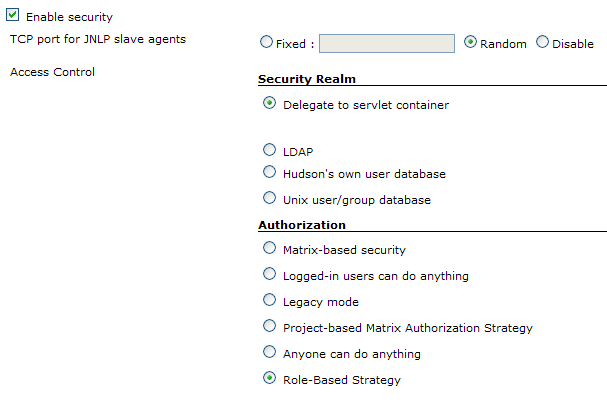 Enable security
TCP port for JNLP slave agents
Fixed : Random Disable
Access Control
Security Realm
Delegate to servlet container
LDAP
Hudson's own user database
Unix user/group database
Authorization
Matrix-based security
Logged-in users can do anything
Legacy mode
Project-based Matrix Authorization Strategy
Anyone can do anything
Role-Based Strategy